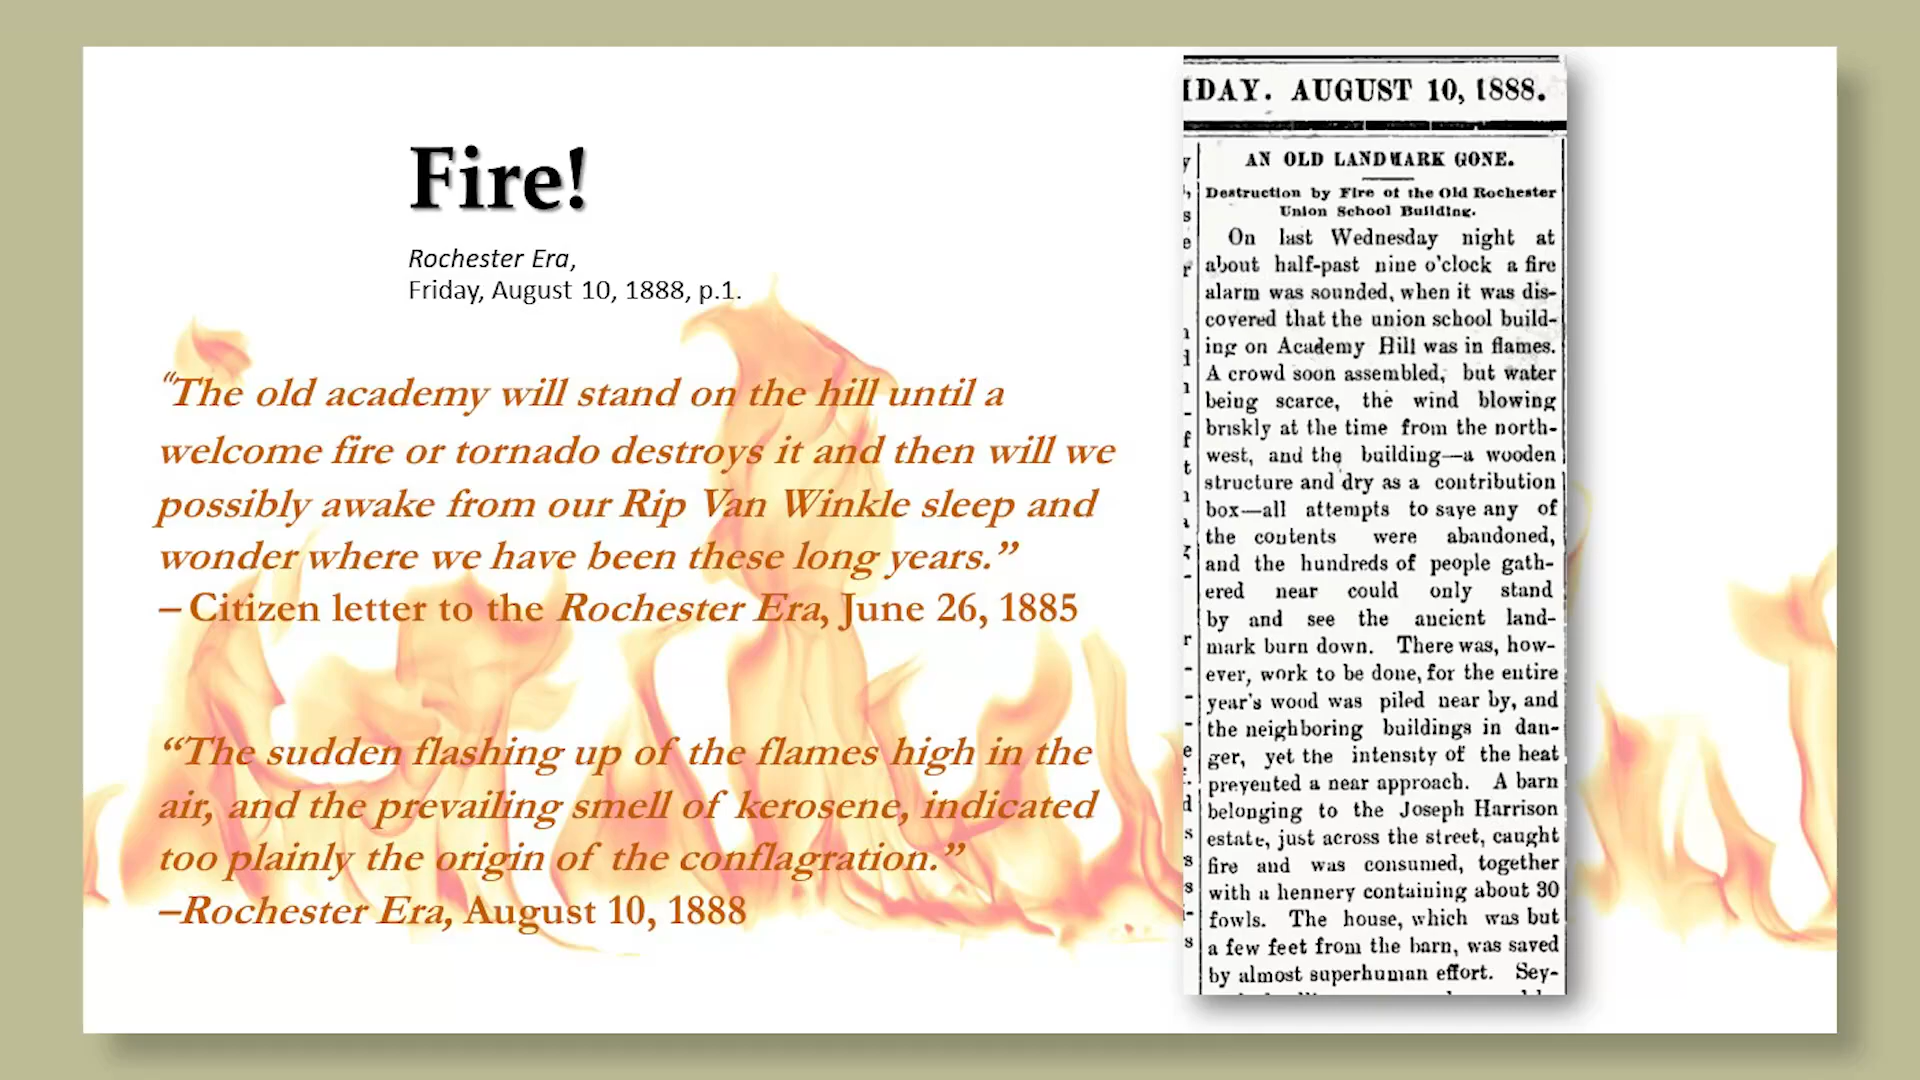 Fire!
Rochester Era,
Friday, August 10, 1888, p.1.
“The old academy will stand on the hill until a
welcome fire or tornado destroys it and then will we
possibly awake from our Rip Van Winkle sleep and
wonder where we have been these long years.”
– Citizen letter to the Rochester Era, June 26, 1885
“The sudden flashing up of the flames high in the
air, and the prevailing smell of kerosene, indicated
too plainly the origin of the conflagration.”
–Rochester Era, August 10, 1888
IDAY. AUGUST 10, 1888.
AN OLD LANDMARK GONE.
Destruction by Fire of the Old Rochester
Union School Building.
On last Wednesday night at
about half-past nine o'clock a fire
alarm was sounded, when it was dis-
covered that the union school build-
ing on Academy Hill was in flames.
A crowd soon assembled, but water
being scarce, the wind blowing
briskly at the time from the north-
west, and the building—a wooden
structure and dry as a contribution
box—all attempts to save any of
the contents were abandoned,
and the hundreds of people gath-
ered near could only stand
by and see the ancient land-
mark burn down. There was, how-
ever, work to be done, for the entire
year's wood was piled near by, and
the neighboring buildings in dan-
ger, yet the intensity of the heat
prevented a near approach. A barn
belonging to the Joseph Harrison
estate, just across the street, caught
fire and was consumed, together
with a hennery containing about 30
fowls. The house, which was but
a few feet from the barn, was saved
by almost superhuman effort. Sey-